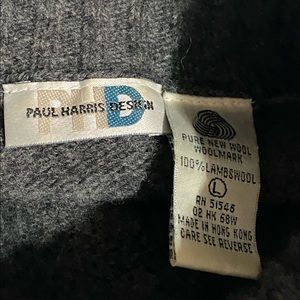 PHD
PAUL HARRIS DESIGN
PURE NEW WOOL
WOOLMARK
100% LAMBSWOOL
L
RN 51546
02 HK 68W
MADE IN HONG KONG
CARE SEE REVERSE